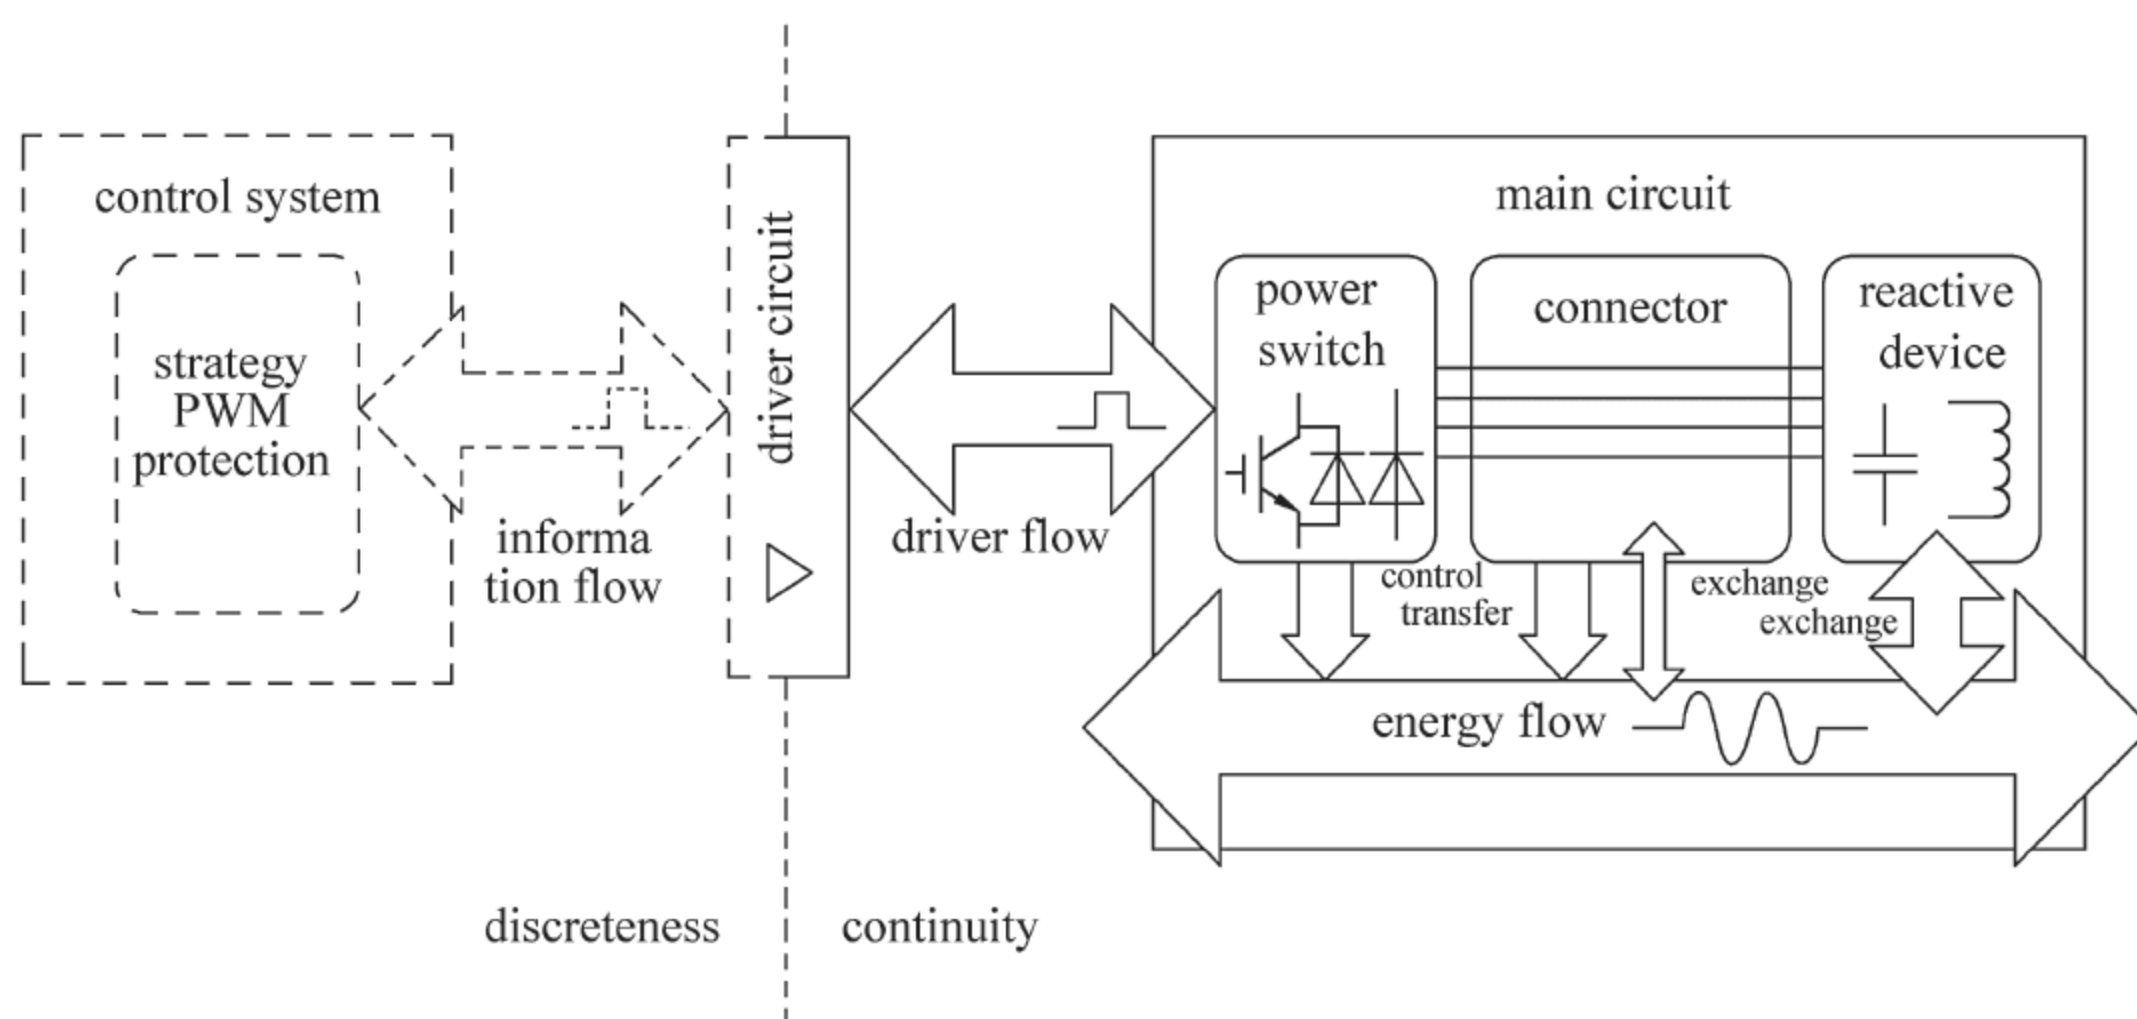 control system
strategy
PWM
protection
informa
tion flow
driver circuit
driver flow
main circuit
power
switch
connector
reactive
device
control
transfer
exchange
exchange
energy flow
discreteness
continuity